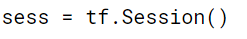 sess = tf.Session()